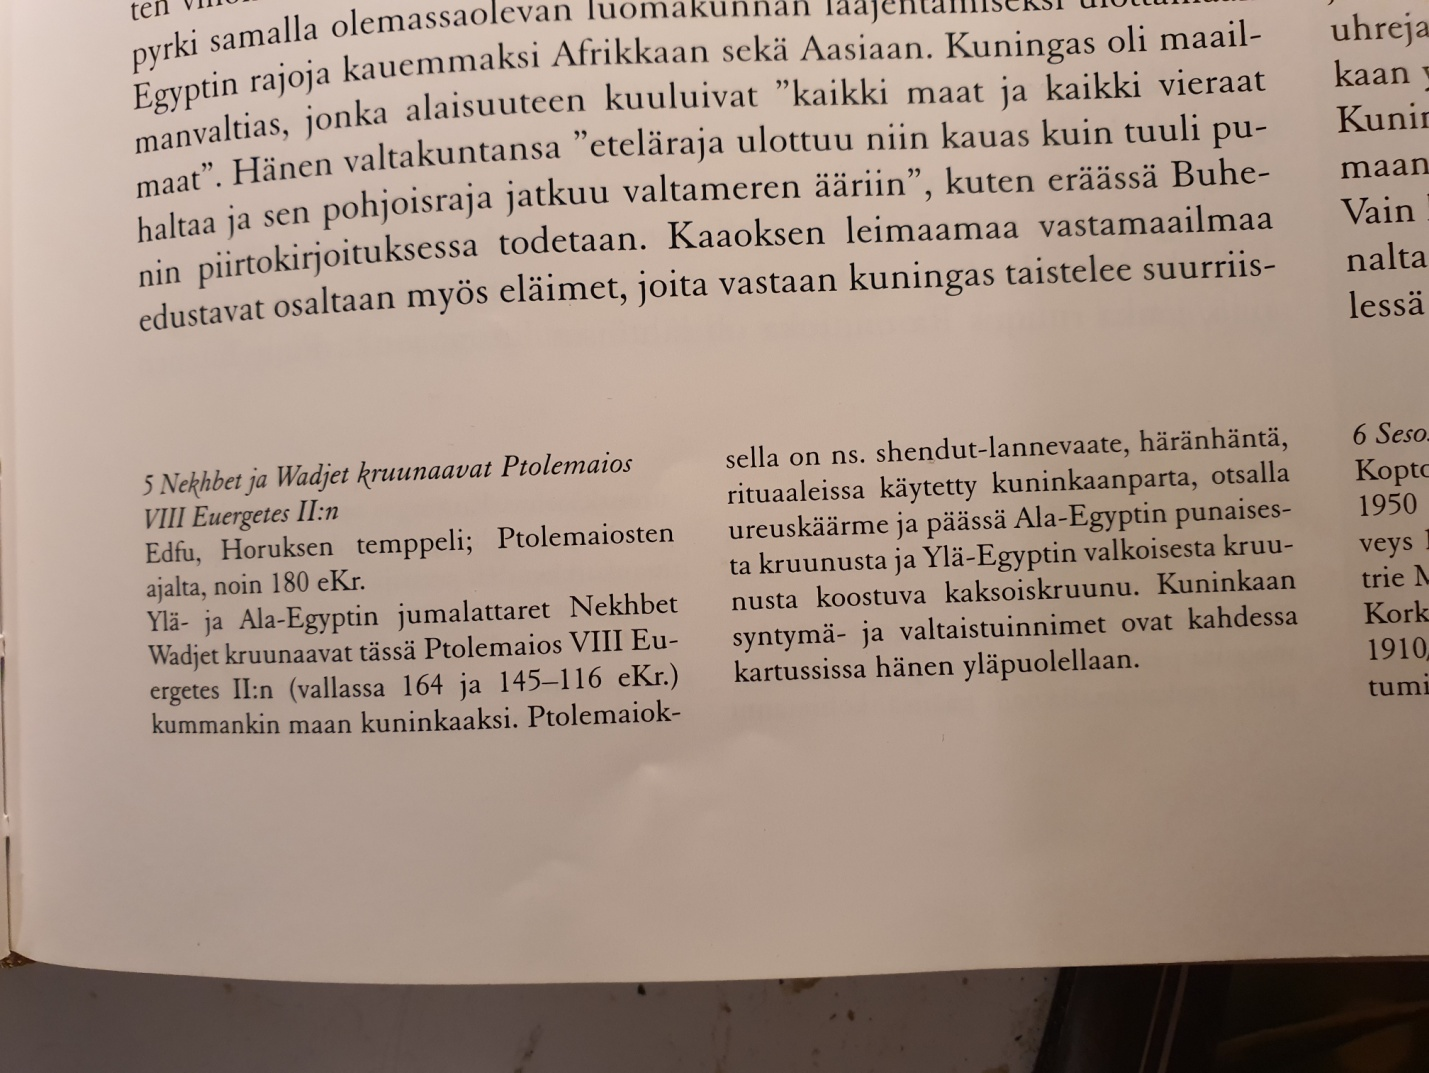 pyrki samalla olemassaolevan luomakunnan laajentamiseksi
Egyptin rajoja kauemmaksi Afrikkaan sekä Aasiaan. Kuningas oli maail-
manvaltias, jonka alaisuuteen kuuluivat ”kaikki maat ja kaikki vieraat
maat”. Hänen valtakuntansa ”eteläraja ulottuu niin kauas kuin tuuli pu-
haltaa ja sen pohjoisraja jatkuu valtameren ääriin”, kuten eräässä Buhe-
nin piirtokirjoituksessa todetaan. Kaaoksen leimaamaa vastamaailmaa
edustavat osaltaan myös eläimet, joita vastaan kuningas taistelee suurriis-
5 Nekhbet ja Wadjet kruunaavat Ptolemaios
VIII Euergetes II:n
Edfu, Horuksen temppeli; Ptolemaiosten
ajalta, noin 180 eKr.
Ylä- ja Ala-Egyptin jumalattaret Nekhbet
Wadjet kruunaavat tässä Ptolemaios VIII Eu-
ergetes II:n (vallassa 164 ja 145–116 eKr.)
kummankin maan kuninkaaksi. Ptolemaiok-
sella on ns. shendut-lannevaate, häränhäntä,
rituaaleissa käytetty kuninkaanparta, otsalla
ureuskäärme ja päässä Ala-Egyptin punaises-
ta kruunusta ja Ylä-Egyptin valkoisesta kruu-
nusta koostuva kaksoiskruunu. Kuninkaan
syntymä- ja valtaistuinnimet ovat kahdessa
kartussissa hänen yläpuolellaan.
uhreja
kaan
Kunin
maan
Vain
nalta
lessä
6 Seso
Kopto
1950
veys
trie M
Kork
1910/
tumi